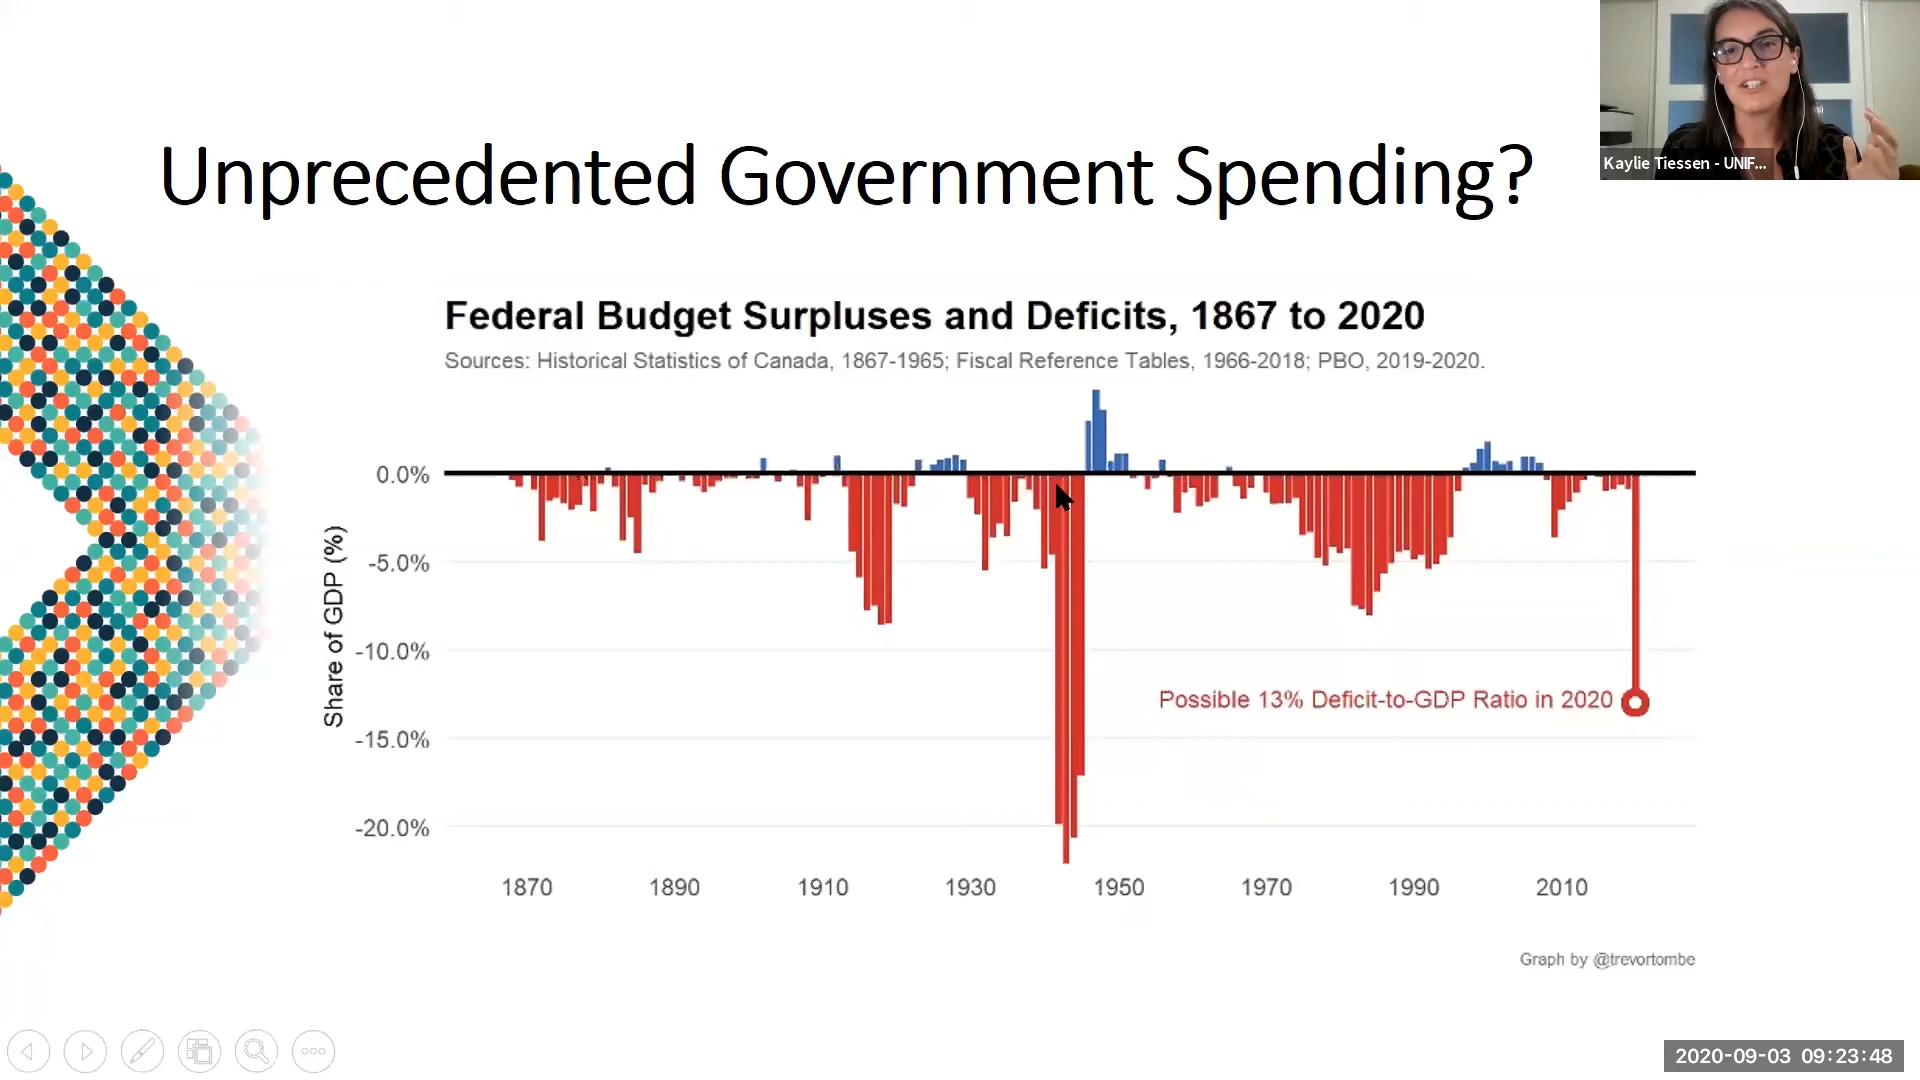 Kaylie Tiessen - UNIF...
Unprecedented Government Spending?
Federal Budget Surpluses and Deficits, 1867 to 2020
Sources: Historical Statistics of Canada, 1867-1965; Fiscal Reference Tables, 1966-2018; PBO, 2019-2020.
Share of GDP (%)
0.0%
-5.0%
-10.0%
-15.0%
-20.0%
Possible 13% Deficit-to-GDP Ratio in 2020
1870 1890 1910 1930 1950 1970 1990 2010
Graph by @trevortombe
2020-09-03 09:23:48